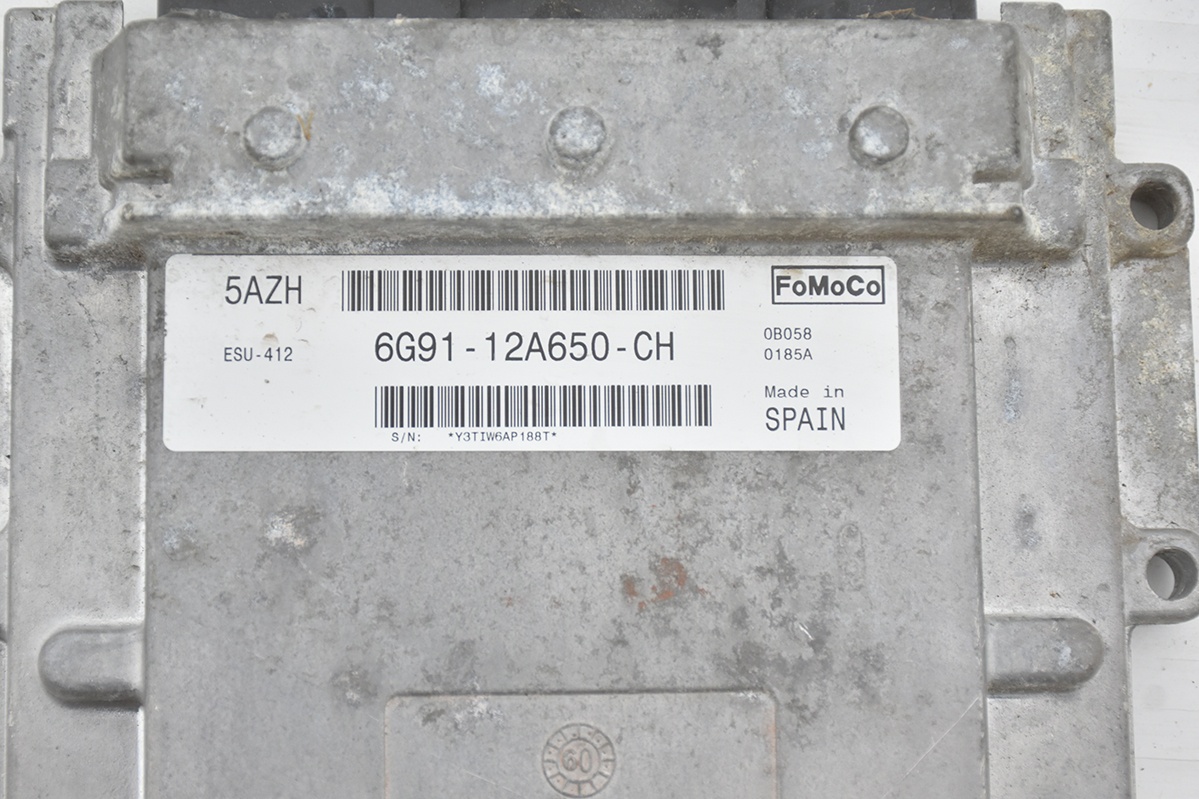 5AZH
FoMoCo
ESU-412
6G91-12A650-CH
0B058
0185A
Made in
SPAIN
S/N: *Y3TIW6AP188T*
60